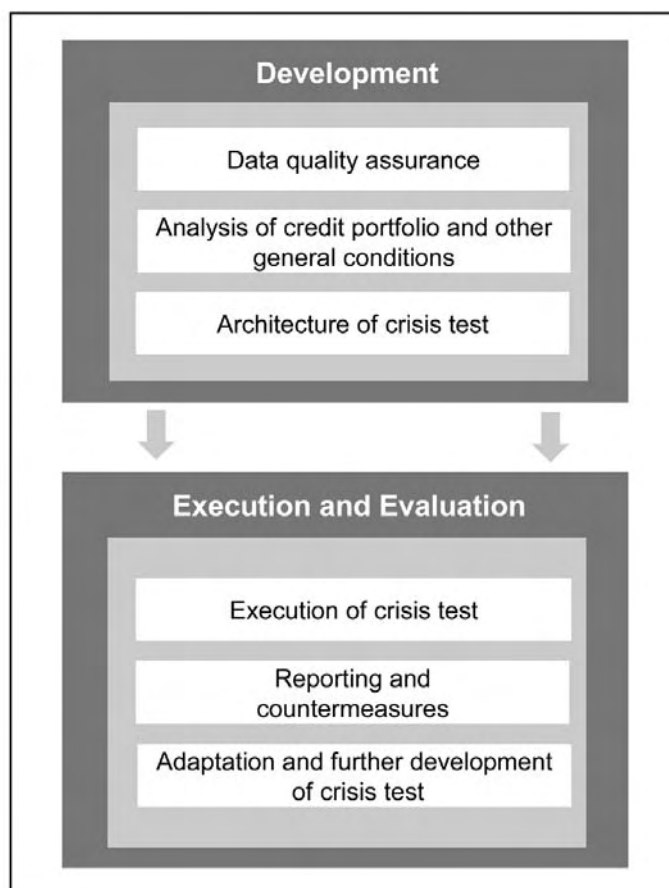 Development
Data quality assurance
Analysis of credit portfolio and other
general conditions
Architecture of crisis test
Execution and Evaluation
Execution of crisis test
Reporting and
countermeasures
Adaptation and further development
of crisis test